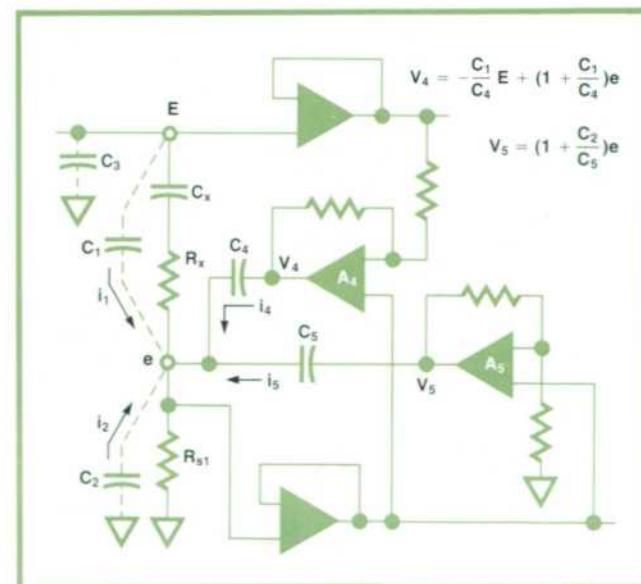 V₄ = -C₁/C₄ E + (1 + C₁/C₄)e
E
V₅ = (1 + C₂/C₅)e
C₃
Cₓ
C₁
Rₓ
C₄
V₄
A₄
i₁
i₄
C₅
A₅
e
i₅
V₅
i₂
Rₛ₁
C₂